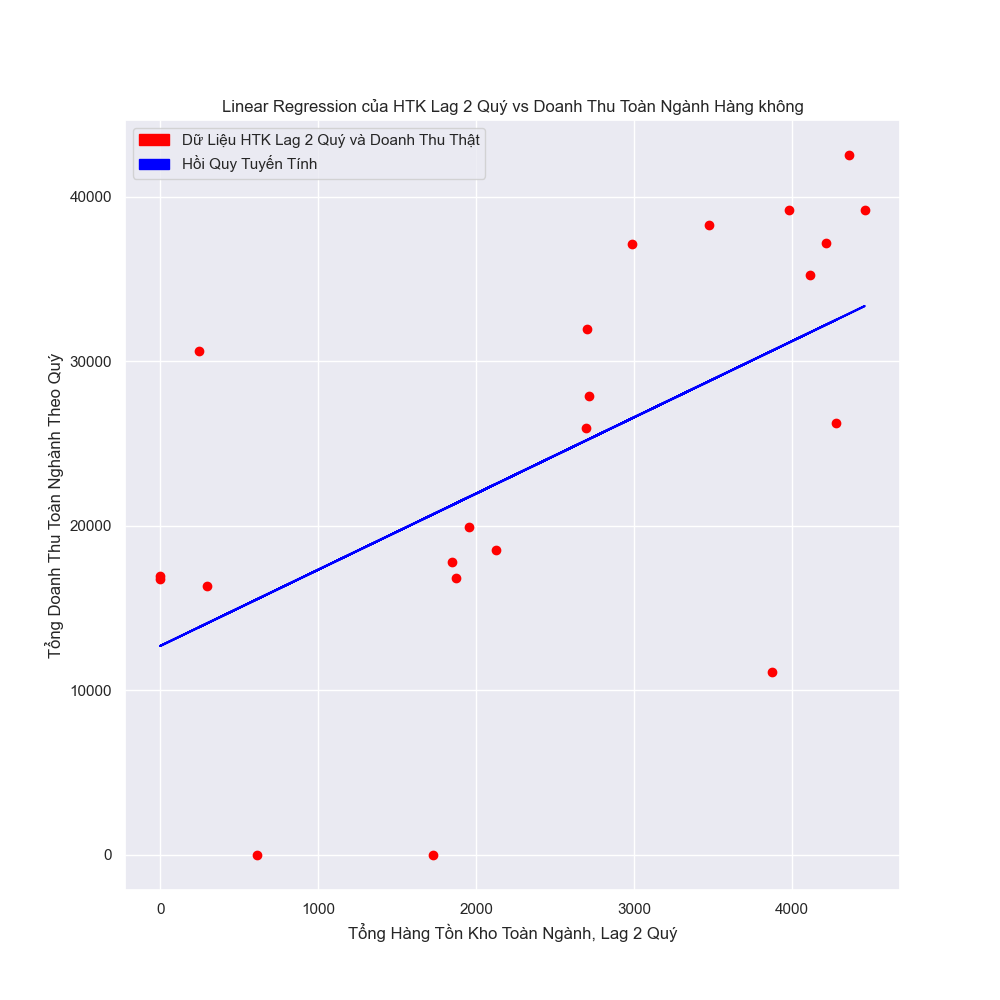 Linear Regression của HTK Lag 2 Quý vs Doanh Thu Toàn Ngành Hàng không
Dữ Liệu HTK Lag 2 Quý và Doanh Thu Thật
Hồi Quy Tuyến Tính
Tổng Doanh Thu Toàn Nghành Theo Quý
40000
30000
20000
10000
0
0 1000 2000 3000 4000
Tổng Hàng Tồn Kho Toàn Ngành, Lag 2 Quý